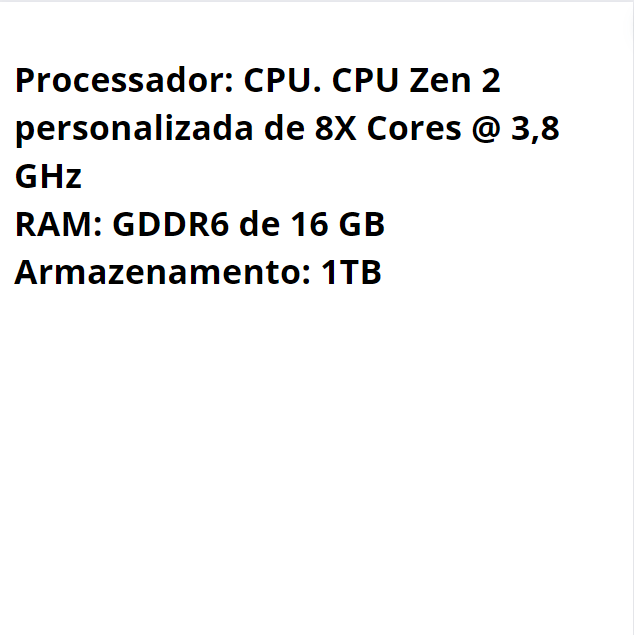 Processador: CPU. CPU Zen 2
personalizada de 8X Cores @ 3,8
GHz
RAM: GDDR6 de 16 GB
Armazenamento: 1TB